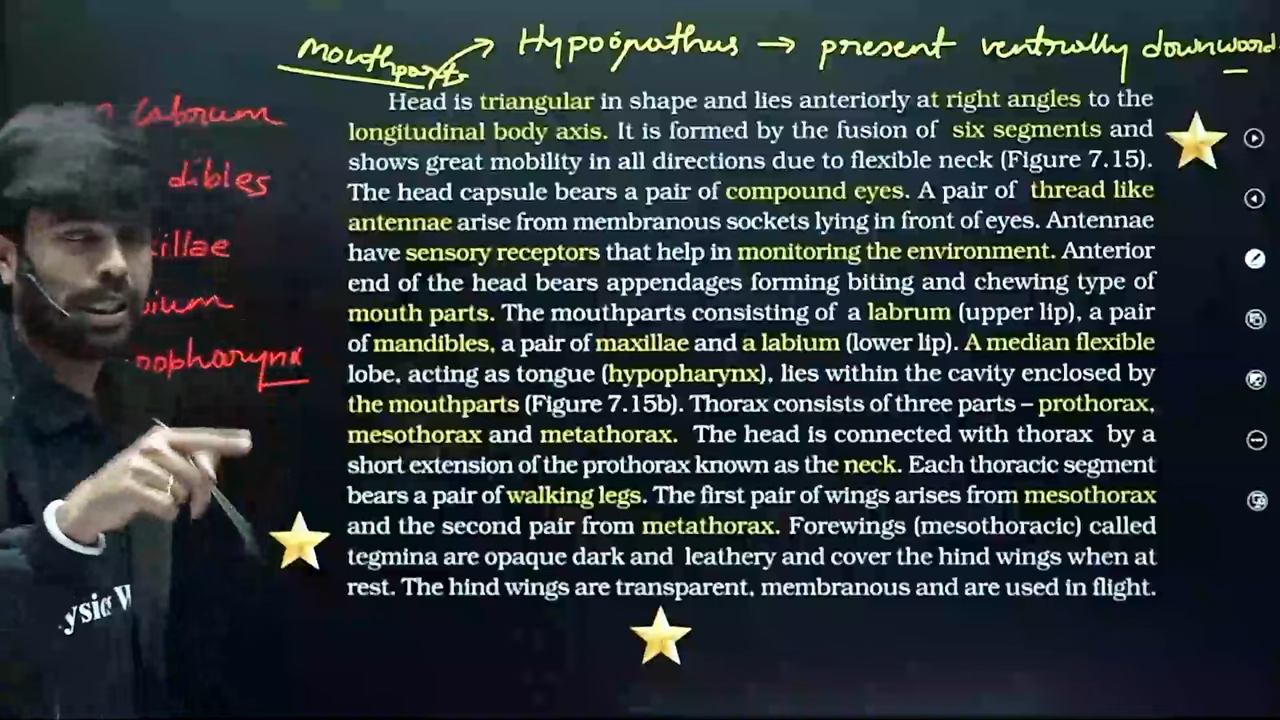 Mouthparts → Hypognathus → present ventrally downward
Labrum
dibles
killae
bium
opopharynx
Head is triangular in shape and lies anteriorly at right angles to the
longitudinal body axis. It is formed by the fusion of six segments and
shows great mobility in all directions due to flexible neck (Figure 7.15).
The head capsule bears a pair of compound eyes. A pair of thread like
antennae arise from membranous sockets lying in front of eyes. Antennae
have sensory receptors that help in monitoring the environment. Anterior
end of the head bears appendages forming biting and chewing type of
mouth parts. The mouthparts consisting of a labrum (upper lip), a pair
of mandibles, a pair of maxillae and a labium (lower lip). A median flexible
lobe, acting as tongue (hypopharynx), lies within the cavity enclosed by
the mouthparts (Figure 7.15b). Thorax consists of three parts – prothorax,
mesothorax and metathorax. The head is connected with thorax by a
short extension of the prothorax known as the neck. Each thoracic segment
bears a pair of walking legs. The first pair of wings arises from mesothorax
and the second pair from metathorax. Forewings (mesothoracic) called
tegmina are opaque dark and leathery and cover the hind wings when at
rest. The hind wings are transparent, membranous and are used in flight.